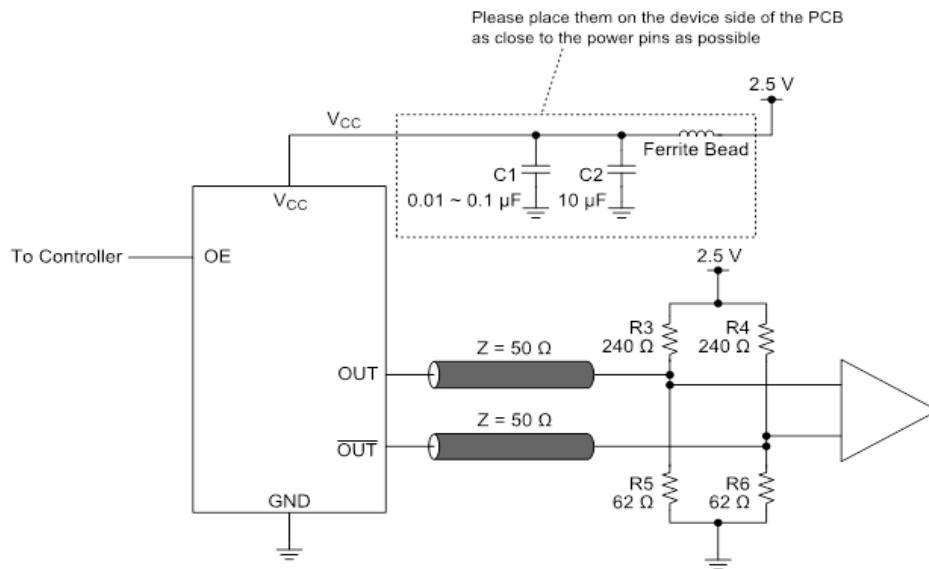 Please place them on the device side of the PCB
as close to the power pins as possible
2.5 V
VCC
Ferrite Bead
C1
C2
0.01 ~ 0.1 μF
10 μF
VCC
To Controller
OE
2.5 V
R3
240 Ω
R4
240 Ω
Z = 50 Ω
OUT
Z = 50 Ω
OUT
R5
62 Ω
R6
62 Ω
GND